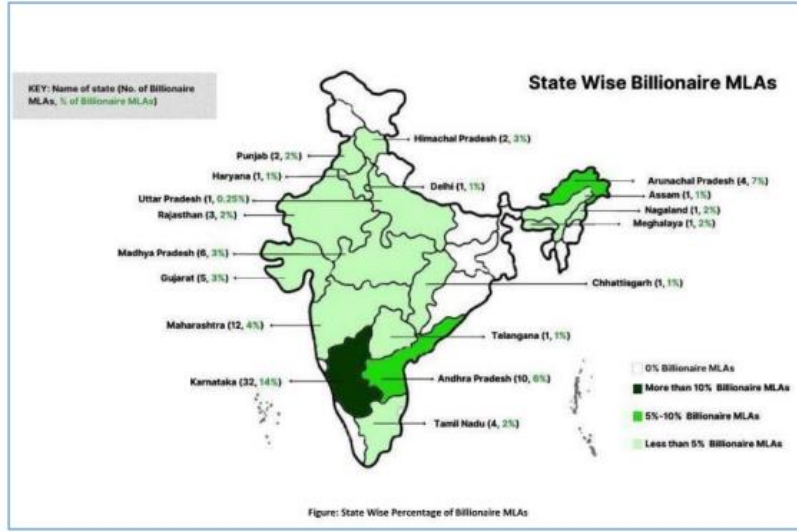 State Wise Billionaire MLAs
KEY: Name of state (No. of Billionaire
MLAs, % of Billionaire MLAs)
Himachal Pradesh (2, 3%)
Punjab (2, 2%)
Haryana (1, 1%)
Delhi (1, 1%)
Arunachal Pradesh (4, 7%)
Assam (1, 1%)
Uttar Pradesh (1, 0.25%)
Nagaland (1, 2%)
Rajasthan (3, 2%)
Meghalaya (1, 2%)
Madhya Pradesh (6, 3%)
Gujarat (5, 3%)
Chhattisgarh (1, 1%)
Maharashtra (12, 4%)
Telangana (1, 1%)
Karnataka (32, 14%)
Andhra Pradesh (10, 6%)
Tamil Nadu (4, 2%)
0% Billionaire MLAs
More than 10% Billionaire MLAs
5%-10% Billionaire MLAs
Less than 5% Billionaire MLAs
Figure: State Wise Percentage of Billionaire MLAs